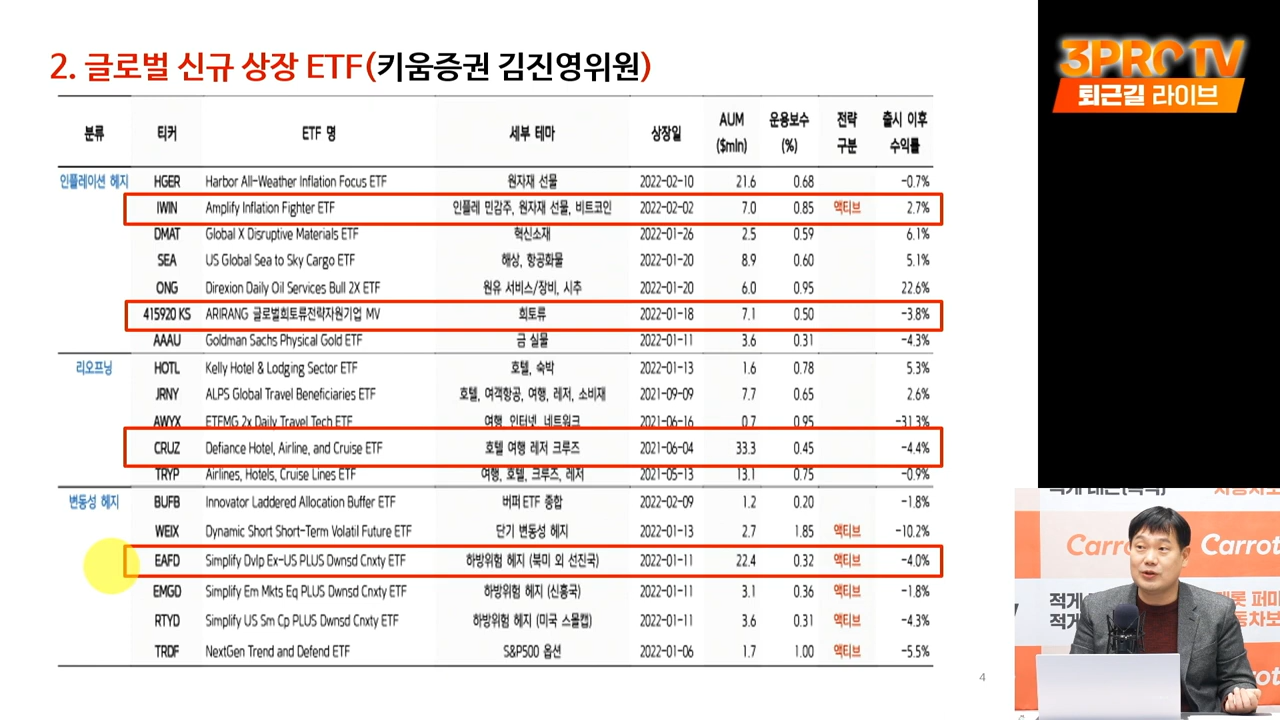 2. 글로벌 신규 상장 ETF(키움증권 김진영위원)
3PRO TV
퇴근길 라이브
분류 티커 ETF 명 세부 테마 상장일 AUM ($mln) 운용보수 (%) 전략 구분 출시 이후 수익률
인플레이션 헤지 HGER Harbor All-Weather Inflation Focus ETF 원자재 선물 2022-02-10 21.6 0.68 -0.7%
IWIN Amplify Inflation Fighter ETF 인플레 민감주, 원자재 선물, 비트코인 2022-02-02 7.0 0.85 액티브 2.7%
DMAT Global X Disruptive Materials ETF 혁신소재 2022-01-26 2.5 0.59 6.1%
SEA US Global Sea to Sky Cargo ETF 해상, 항공화물 2022-01-20 8.9 0.60 5.1%
ONG Direxion Daily Oil Services Bull 2X ETF 원유 서비스/장비, 시추 2022-01-20 6.0 0.95 22.6%
415920 KS ARIRANG 글로벌희토류전략자원기업 MV 희토류 2022-01-18 7.1 0.50 -3.8%
AAAU Goldman Sachs Physical Gold ETF 금 실물 2022-01-11 3.6 0.31 -4.3%
리오프닝 HOTL Kelly Hotel & Lodging Sector ETF 호텔, 숙박 2022-01-13 1.6 0.78 5.3%
JRNY ALPS Global Travel Beneficiaries ETF 호텔, 여객항공, 여행, 레저, 소비재 2021-09-09 7.7 0.65 2.6%
AWYX ETFMG 2x Daily Travel Tech ETF 여행, 인터넷, 네트워크 2021-06-16 0.7 0.95 -31.3%
CRUZ Defiance Hotel, Airline, and Cruise ETF 호텔 여행 레저 크루즈 2021-06-04 33.3 0.45 -4.4%
TRYP Airlines, Hotels, Cruise Lines ETF 여행, 호텔, 크루즈, 레저 2021-05-13 13.1 0.75 -0.9%
변동성 헤지 BUFB Innovator Laddered Allocation Buffer ETF 버퍼 ETF 종합 2022-02-09 1.2 0.20 -1.8%
WEIX Dynamic Short Short-Term Volatil Future ETF 단기 변동성 헤지 2022-01-13 2.7 1.85 액티브 -10.2%
EAFD Simplify Dvlp Ex-US PLUS Dwnsd Cnxty ETF 하방위험 헤지 (북미 외 선진국) 2022-01-11 22.4 0.32 액티브 -4.0%
EMGD Simplify Em Mkts Eq PLUS Dwnsd Cnxty ETF 하방위험 헤지 (신흥국) 2022-01-11 3.1 0.36 액티브 -1.8%
RTYD Simplify US Sm Cp PLUS Dwnsd Cnxty ETF 하방위험 헤지 (미국 스몰캡) 2022-01-11 3.6 0.31 액티브 -4.3%
TRDF NextGen Trend and Defend ETF S&P500 옵션 2022-01-06 1.7 1.00 액티브 -5.5%
4
Carrot
적게
적게